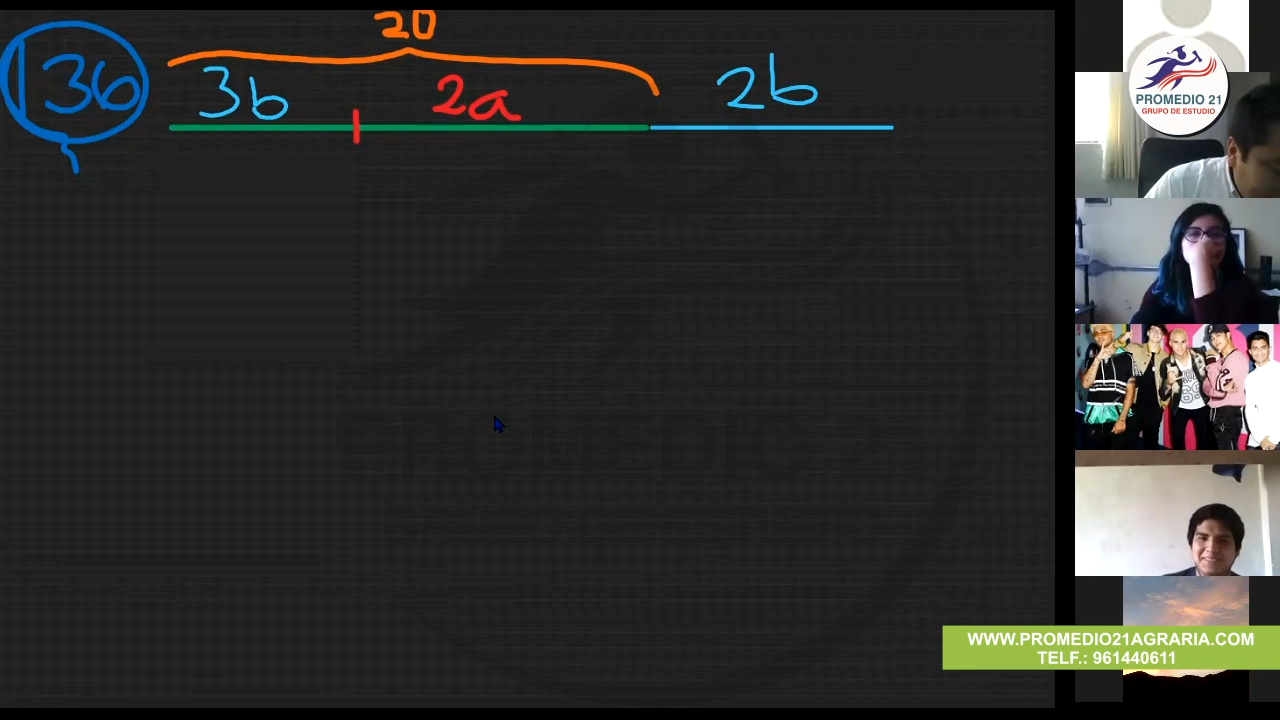 136
20
3b 2a 2b
PROMEDIO 21
GRUPO DE ESTUDIO
WWW.PROMEDIO21AGRARIA.COM
TELF.: 961440611